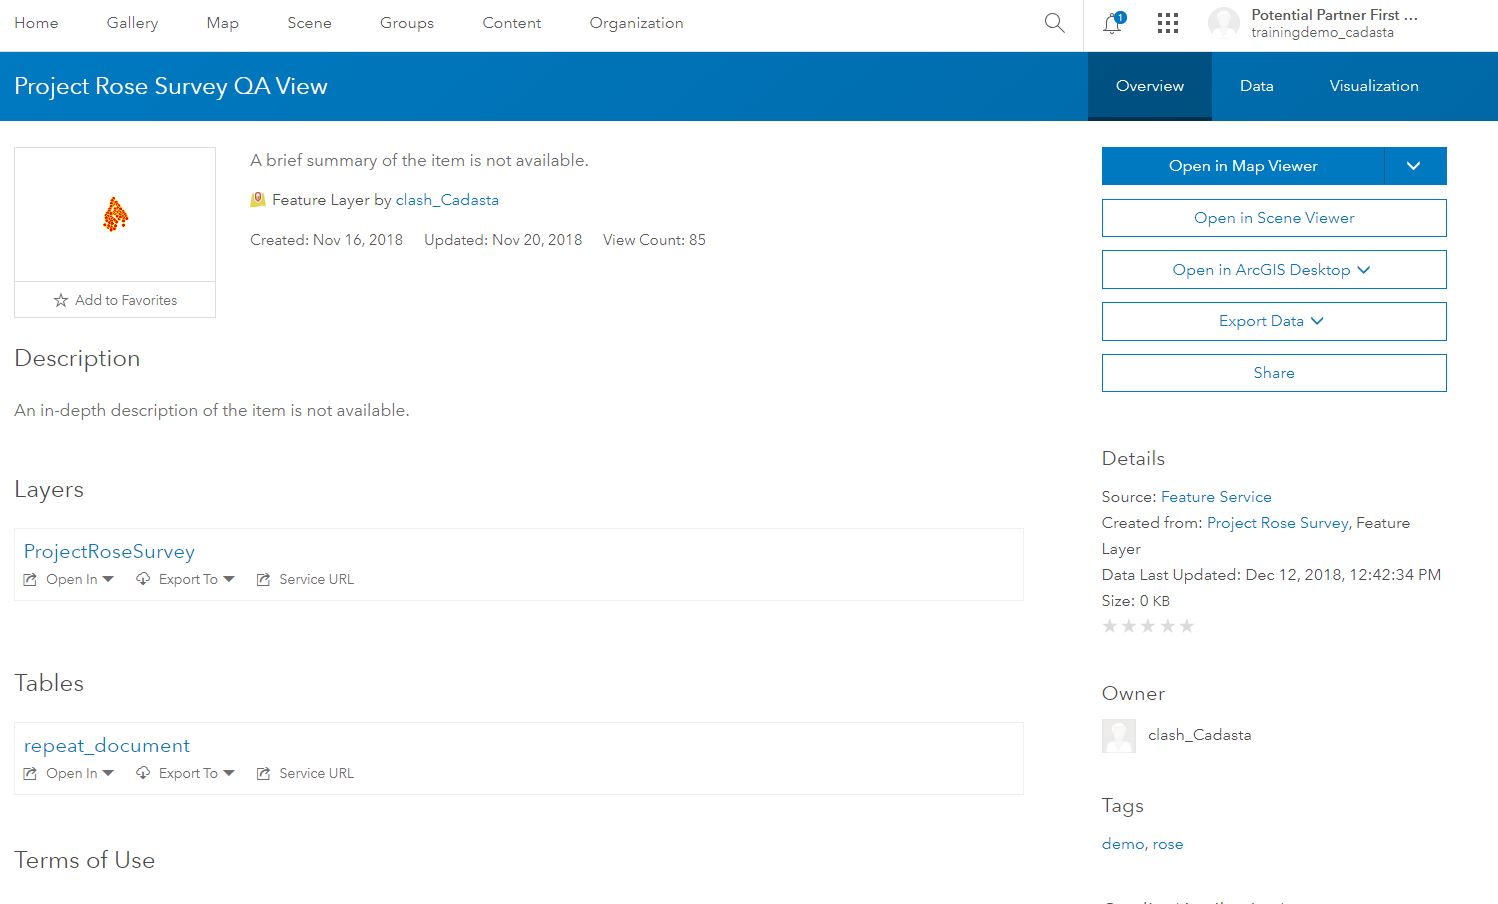 Home Gallery Map Scene Groups Content Organization
1
Potential Partner First ...
trainingdemo_cadasta
Project Rose Survey QA View
Overview Data Visualization
A brief summary of the item is not available.
Feature Layer by clash_Cadasta
Created: Nov 16, 2018 Updated: Nov 20, 2018 View Count: 85
Add to Favorites
Description
An in-depth description of the item is not available.
Layers
ProjectRoseSurvey
Open In Export To Service URL
Tables
repeat_document
Open In Export To Service URL
Terms of Use
Open in Map Viewer
Open in Scene Viewer
Open in ArcGIS Desktop
Export Data
Share
Details
Source: Feature Service
Created from: Project Rose Survey, Feature
Layer
Data Last Updated: Dec 12, 2018, 12:42:34 PM
Size: 0 KB
Owner
clash_Cadasta
Tags
demo, rose